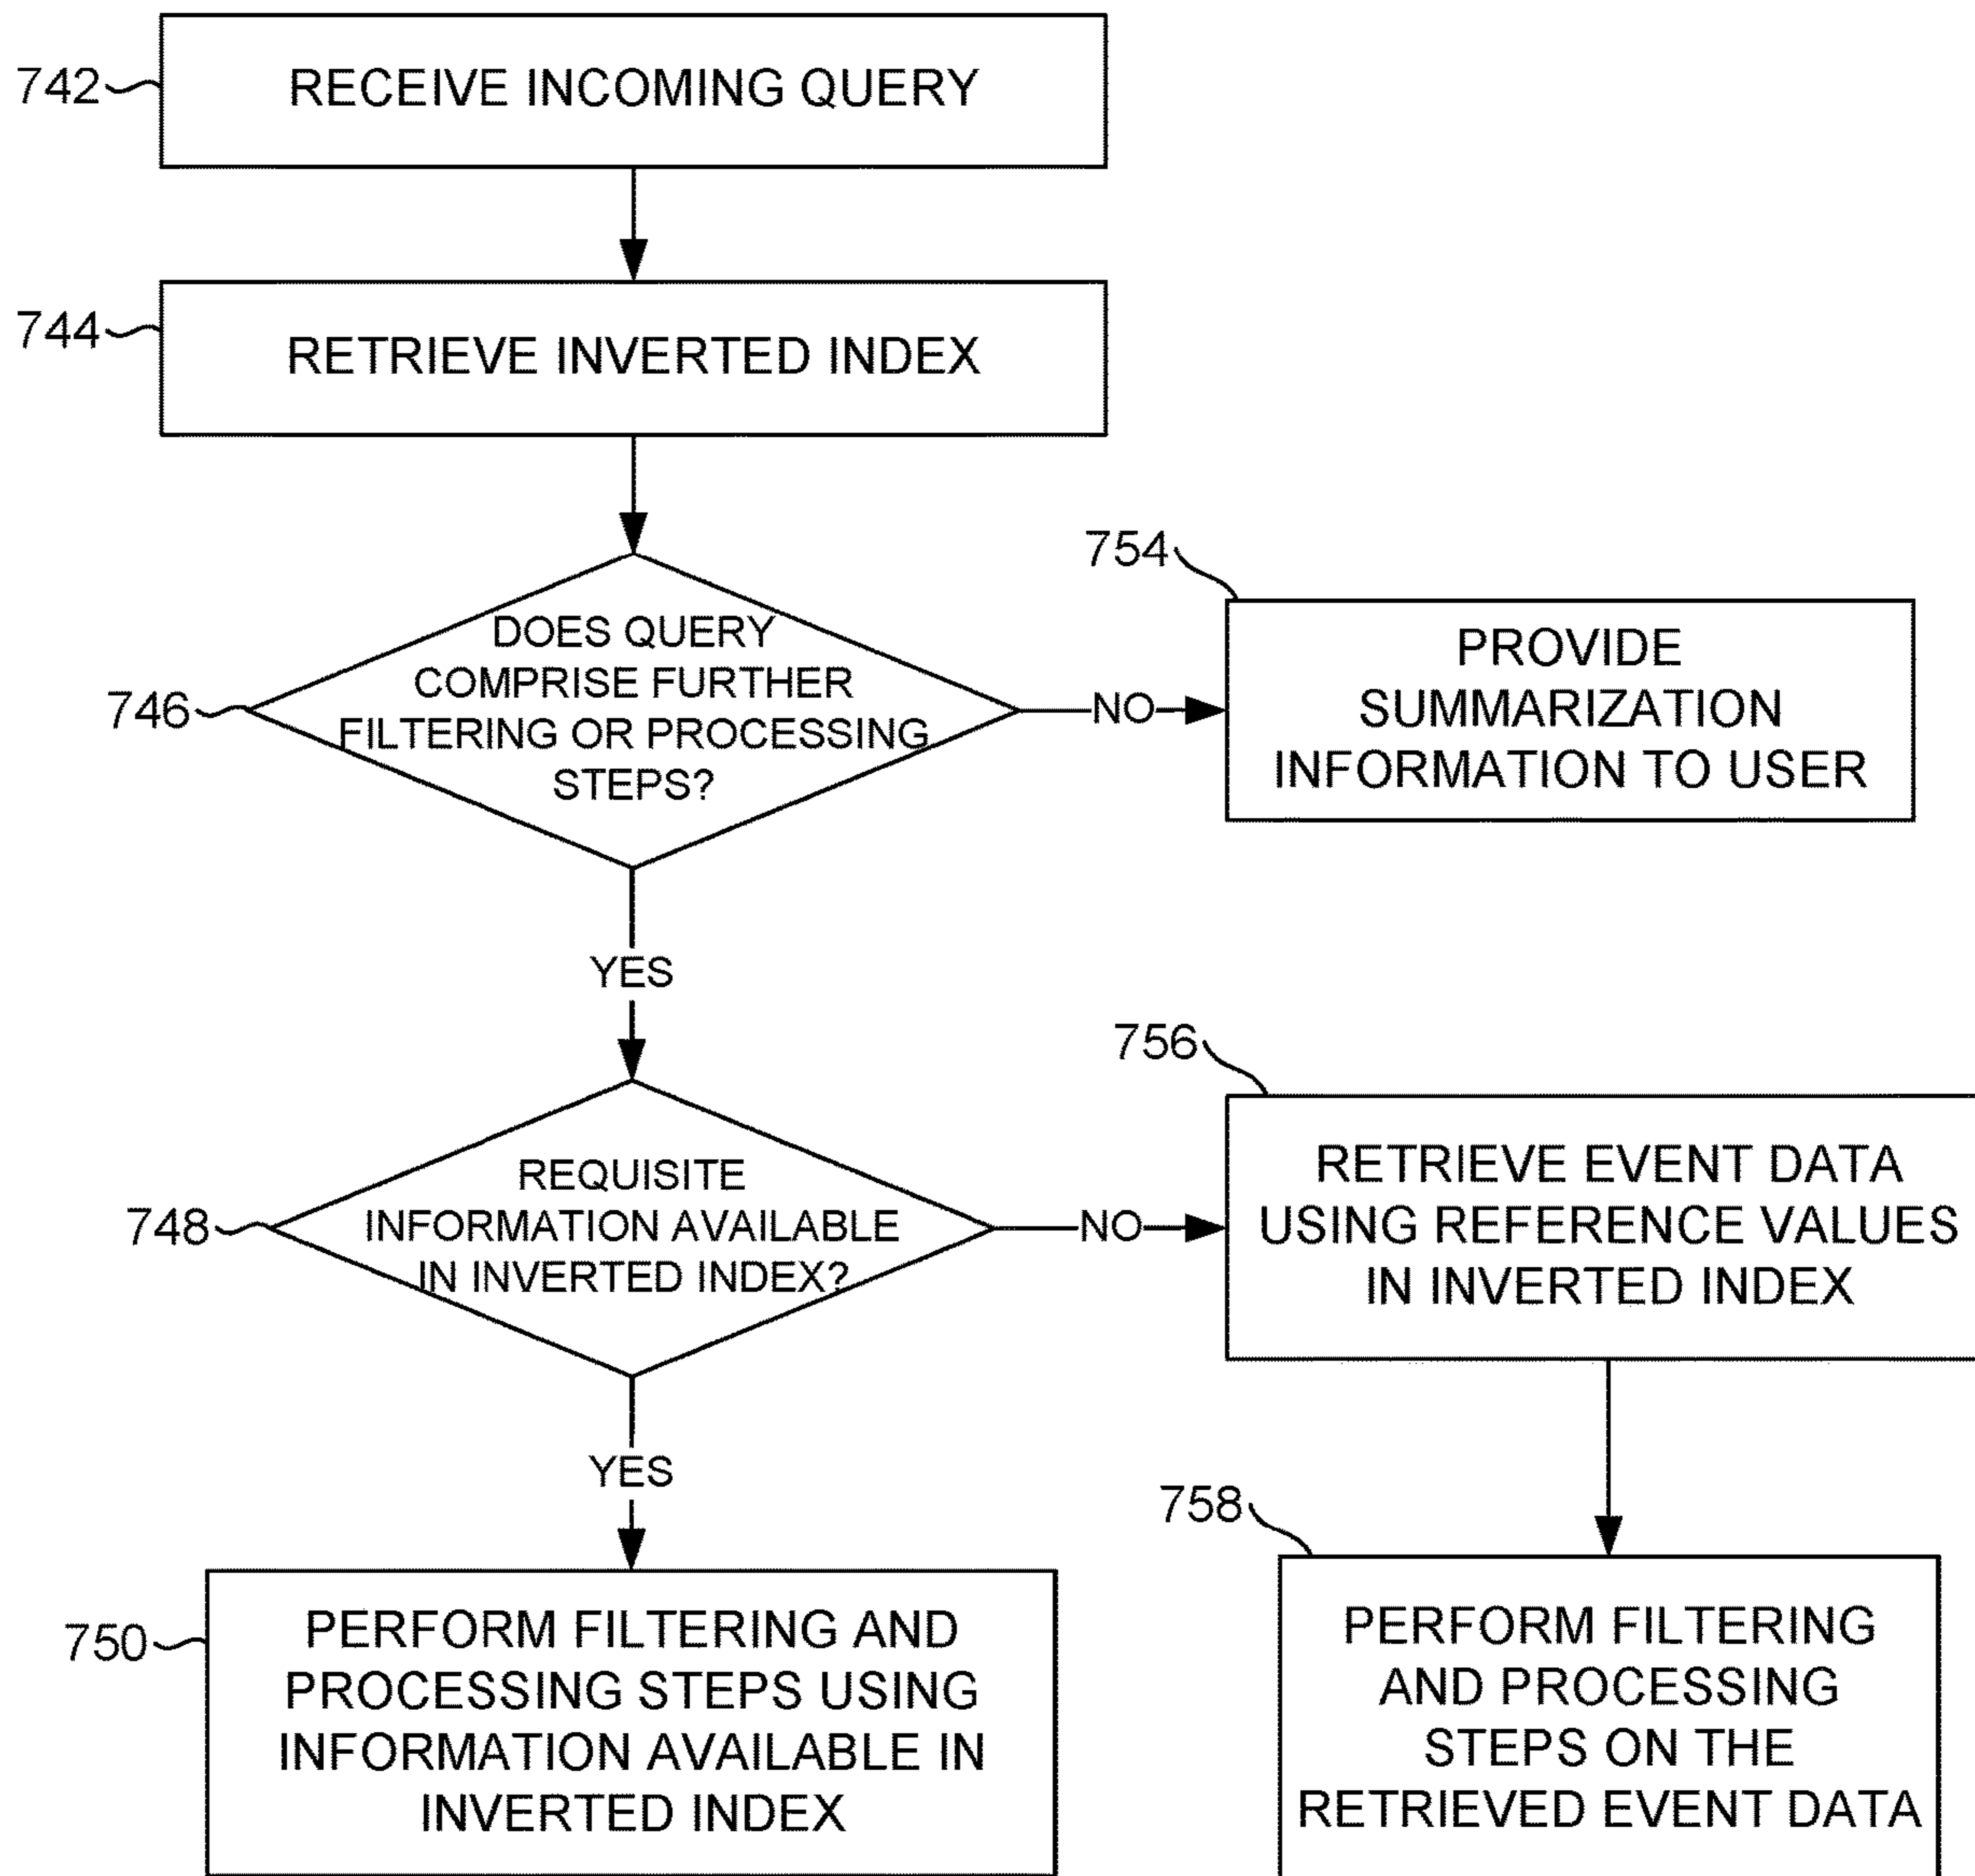 742
RECEIVE INCOMING QUERY
744
RETRIEVE INVERTED INDEX
746
DOES QUERY
COMPRISE FURTHER
FILTERING OR PROCESSING
STEPS?
NO
754
PROVIDE
SUMMARIZATION
INFORMATION TO USER
YES
748
REQUISITE
INFORMATION AVAILABLE
IN INVERTED INDEX?
NO
756
RETRIEVE EVENT DATA
USING REFERENCE VALUES
IN INVERTED INDEX
YES
750
PERFORM FILTERING AND
PROCESSING STEPS USING
INFORMATION AVAILABLE IN
INVERTED INDEX
758
PERFORM FILTERING
AND PROCESSING
STEPS ON THE
RETRIEVED EVENT DATA